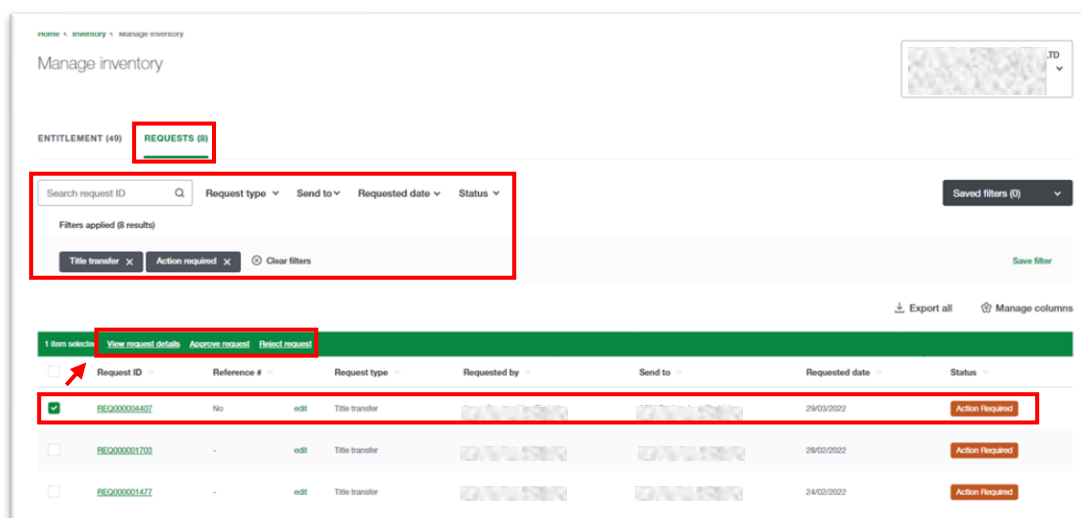 Home < Inventory < Manage inventory
Manage inventory
LTD
ENTITLEMENT (49) REQUESTS (8)
Search request ID Request type Send to Requested date Status Saved filters (0)
Filters applied (8 results)
Title transfer × Action required × Clear filters Save filter
Export all Manage columns
1 item selected View request details Approve request Reject request
Request ID Reference # Request type Requested by Send to Requested date Status
REQ000004407 No edit Title transfer 29/03/2022 Action Required
REQ000001703 - edit Title transfer 28/02/2022 Action Required
REQ000001477 - edit Title transfer 24/02/2022 Action Required